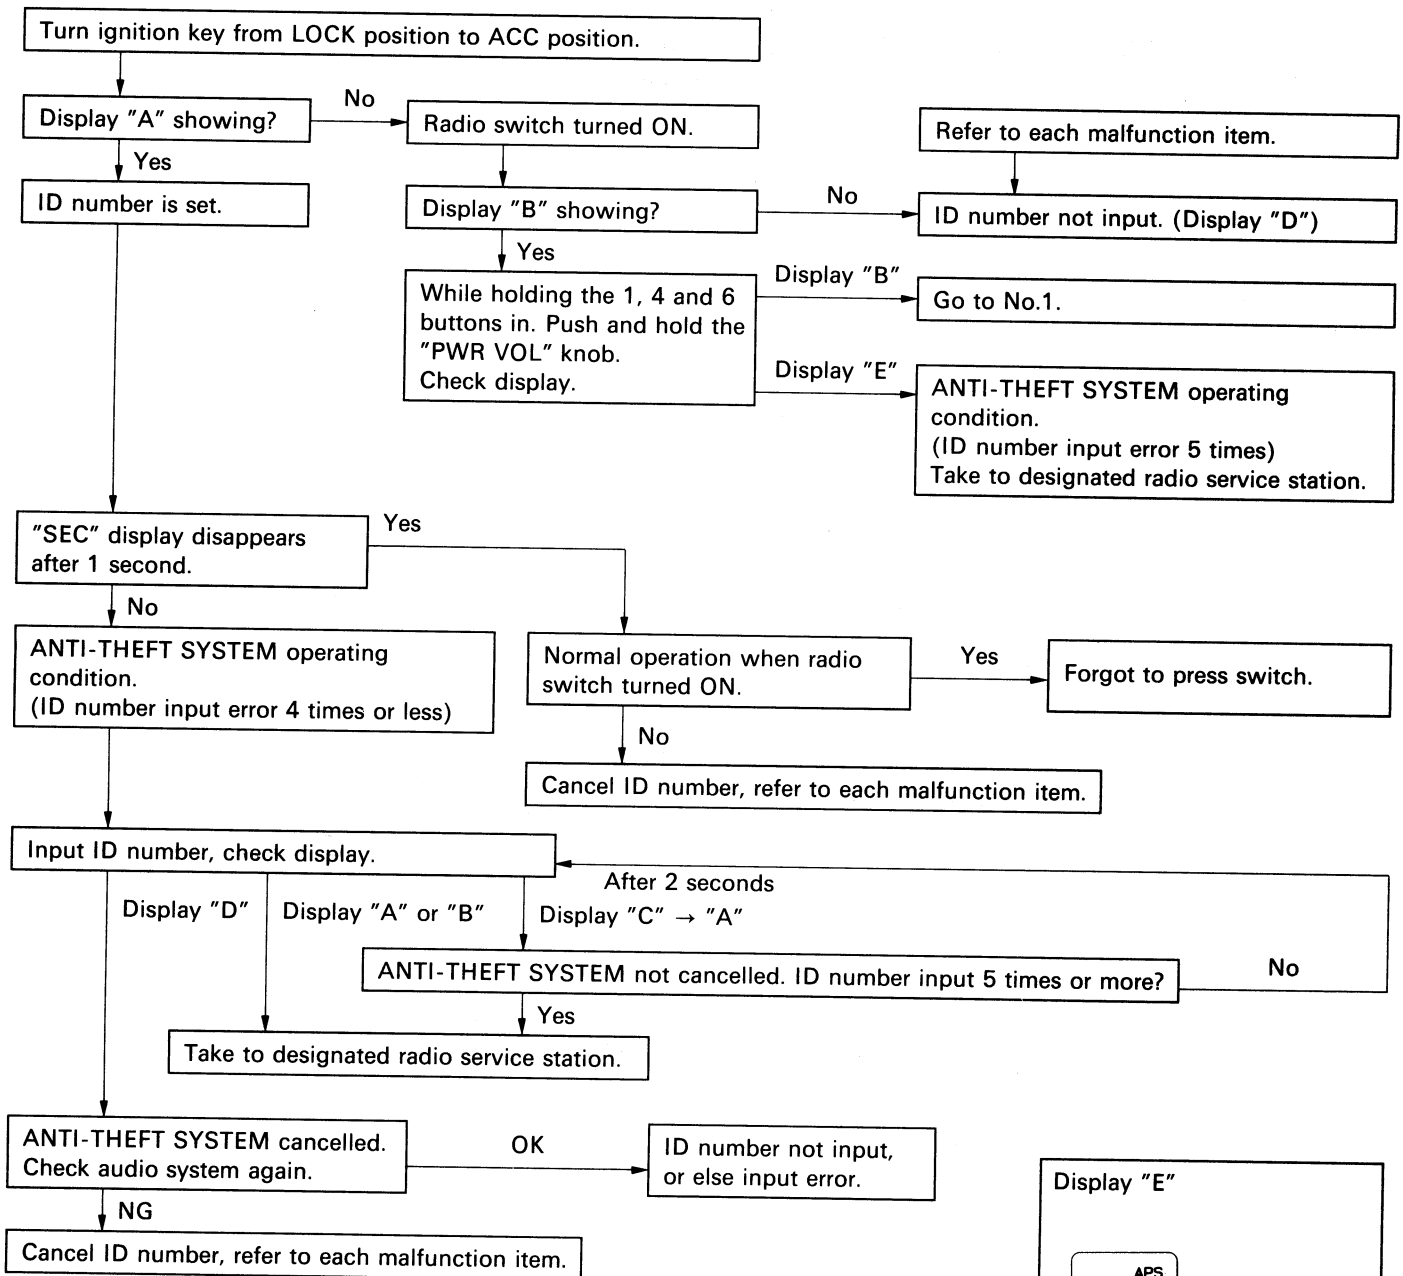 Turn ignition key from LOCK position to ACC position.
Display "A" showing?
No
Radio switch turned ON.
Refer to each malfunction item.
Yes
ID number is set.
Display "B" showing?
No
ID number not input. (Display "D")
Yes
While holding the 1, 4 and 6
buttons in. Push and hold the
"PWR VOL" knob.
Check display.
Display "B"
Go to No.1.
Display "E"
ANTI-THEFT SYSTEM operating
condition.
(ID number input error 5 times)
Take to designated radio service station.
"SEC" display disappears
after 1 second.
Yes
No
ANTI-THEFT SYSTEM operating
condition.
(ID number input error 4 times or less)
Normal operation when radio
switch turned ON.
Yes
Forgot to press switch.
No
Cancel ID number, refer to each malfunction item.
Input ID number, check display.
After 2 seconds
Display "D"
Display "A" or "B"
Display "C" → "A"
ANTI-THEFT SYSTEM not cancelled. ID number input 5 times or more?
No
Yes
Take to designated radio service station.
ANTI-THEFT SYSTEM cancelled.
Check audio system again.
OK
ID number not input,
or else input error.
NG
Cancel ID number, refer to each malfunction item.
Display "E"
APS